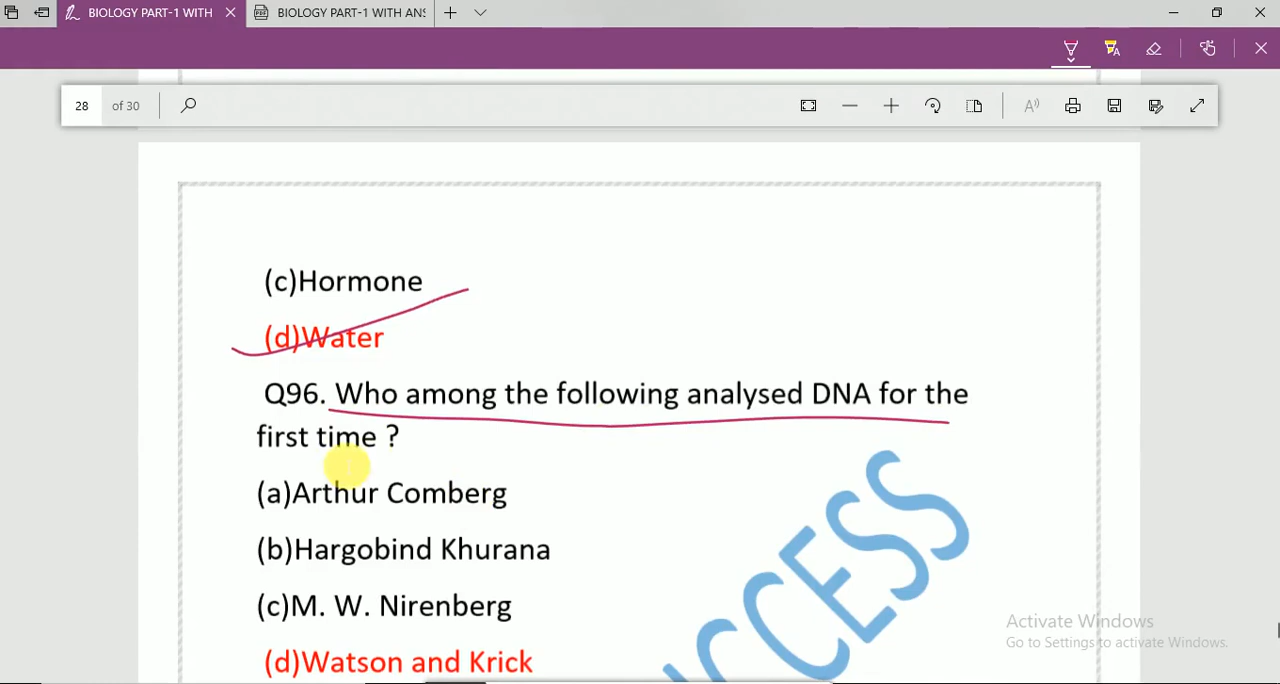 BIOLOGY PART-1 WITH
BIOLOGY PART-1 WITH ANS
28 of 30
(c)Hormone
(d)Water
Q96. Who among the following analysed DNA for the
first time ?
(a)Arthur Comberg
(b)Hargobind Khurana
(c)M. W. Nirenberg
(d)Watson and Krick
Activate Windows
Go to Settings to activate Windows.